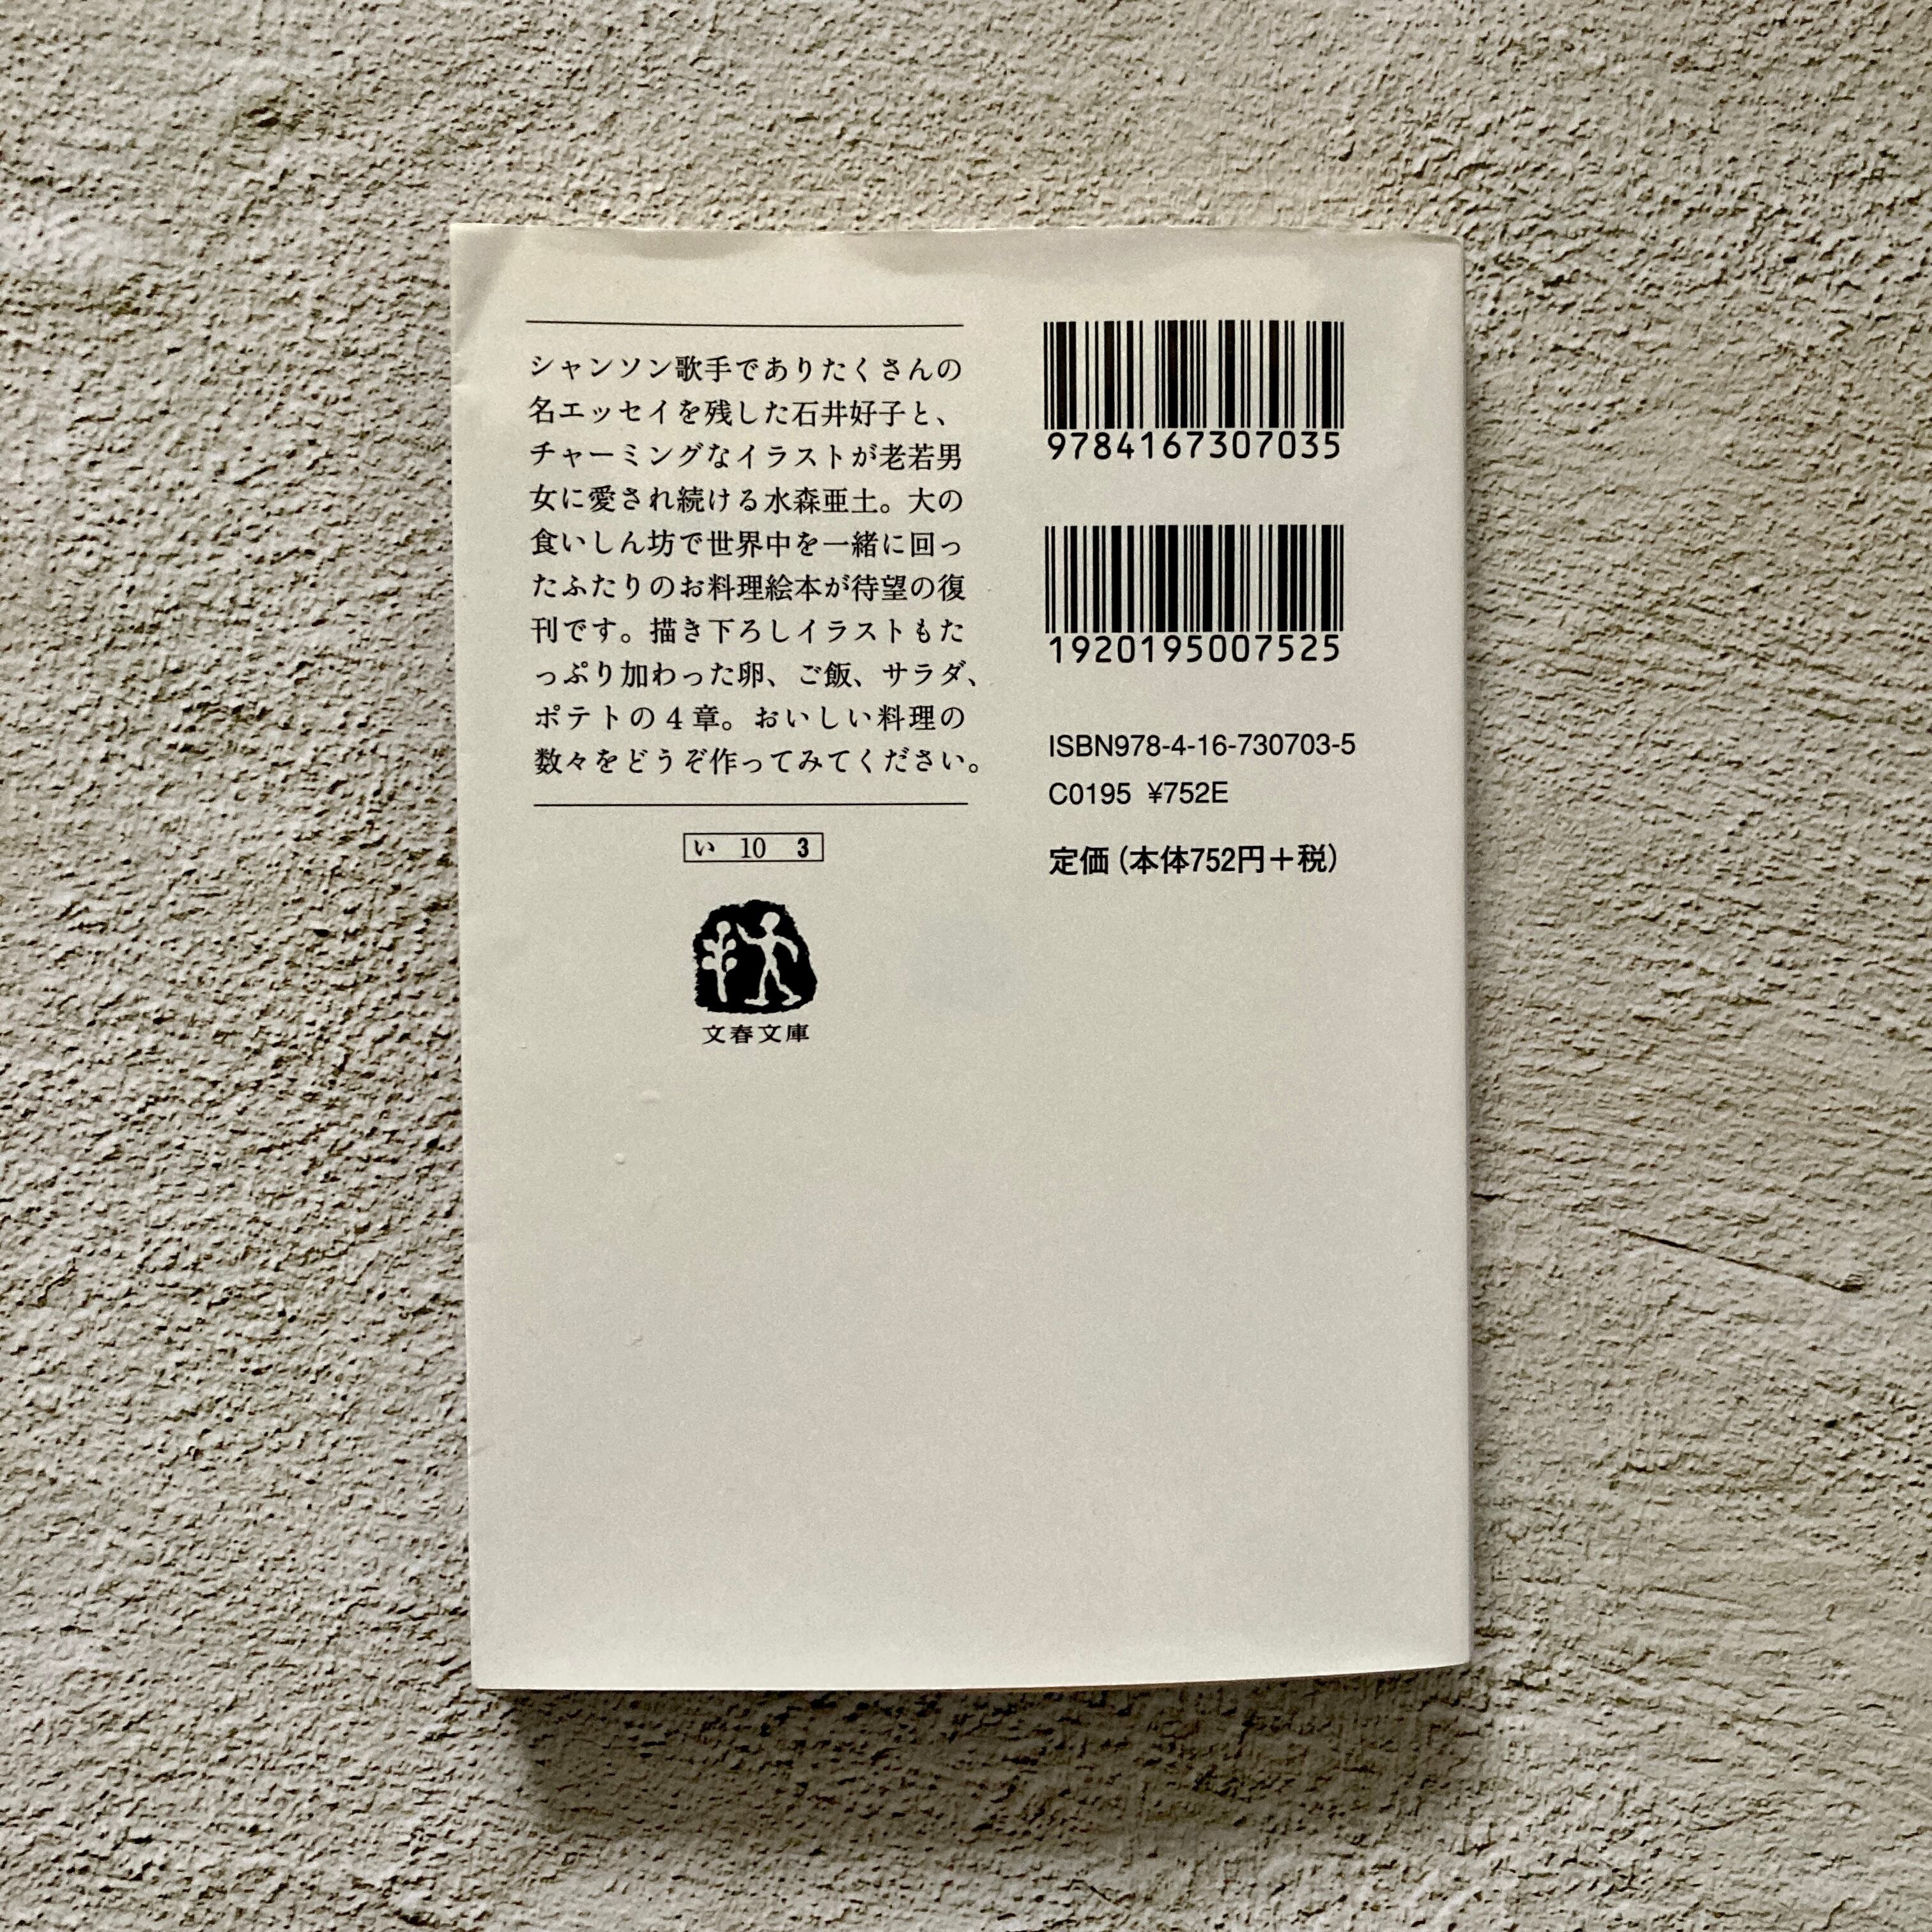 シャンソン歌手でありたくさんの
名エッセイを残した石井好子と、
チャーミングなイラストが老若男
女に愛され続ける水森亜土。大の
食いしん坊で世界中を一緒に回っ
たふたりのお料理絵本が待望の復
刊です。描き下ろしイラストもた
っぷり加わった卵、ご飯、サラダ、
ポテトの4章。おいしい料理の
数々をどうぞ作ってみてください。
い 10 3
文春文庫
9784167307035
1920195007525
ISBN978-4-16-730703-5
C0195 ¥752E
定価（本体752円＋税）